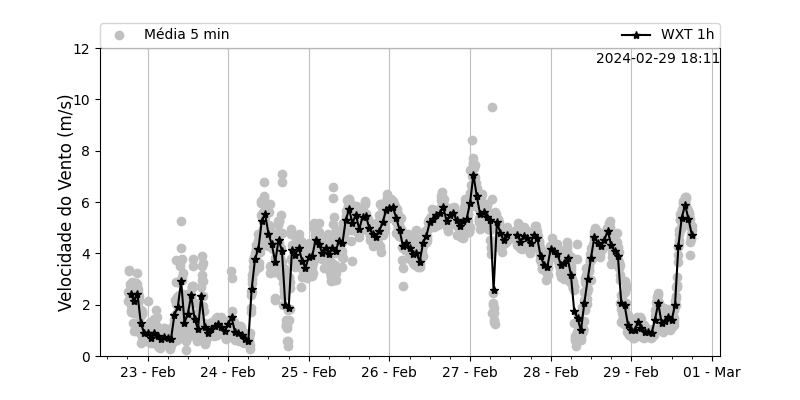 Média 5 min
WXT 1h
2024-02-29 18:11
Velocidade do Vento (m/s)
12
10
8
6
4
2
0
23 - Feb
24 - Feb
25 - Feb
26 - Feb
27 - Feb
28 - Feb
29 - Feb
01 - Mar